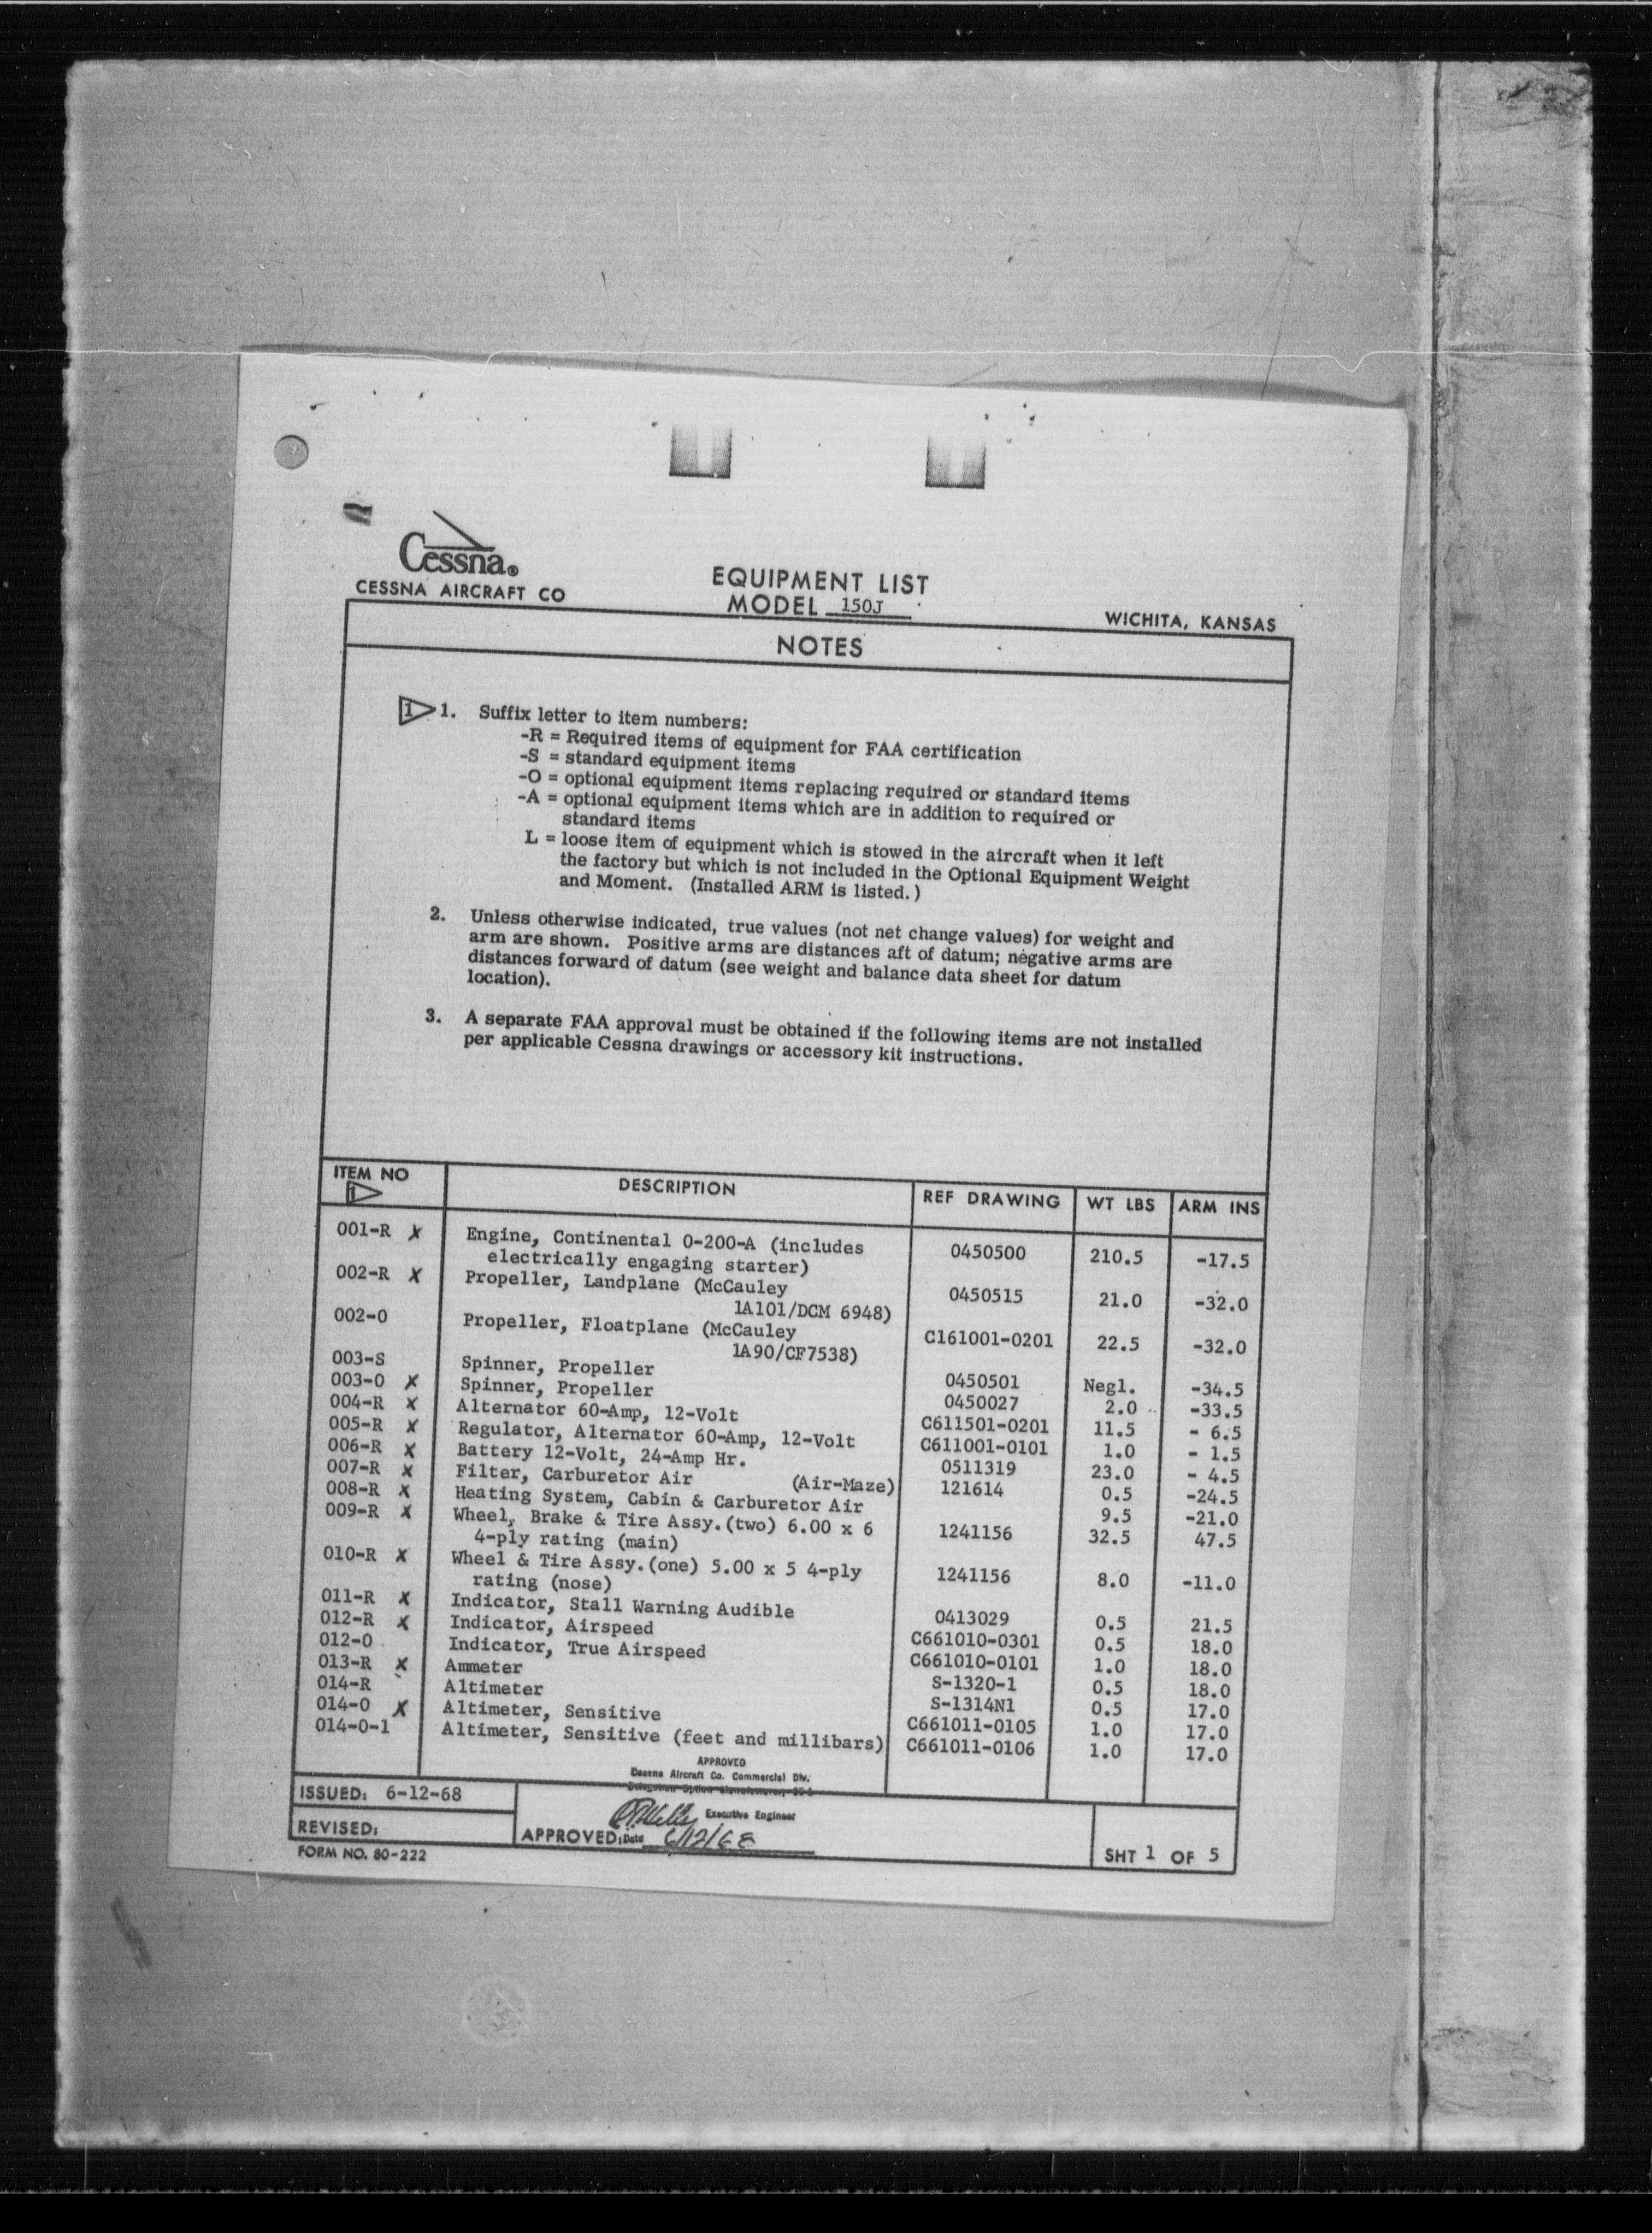 Cessna®
CESSNA AIRCRAFT CO
EQUIPMENT LIST
MODEL 150J
WICHITA, KANSAS
NOTES
1 1. Suffix letter to item numbers:
-R = Required items of equipment for FAA certification
-S = standard equipment items
-O = optional equipment items replacing required or standard items
-A = optional equipment items which are in addition to required or
standard items
L = loose item of equipment which is stowed in the aircraft when it left
the factory but which is not included in the Optional Equipment Weight
and Moment. (Installed ARM is listed.)
2. Unless otherwise indicated, true values (not net change values) for weight and
arm are shown. Positive arms are distances aft of datum; negative arms are
distances forward of datum (see weight and balance data sheet for datum
location).
3. A separate FAA approval must be obtained if the following items are not installed
per applicable Cessna drawings or accessory kit instructions.
ITEM NO 1 DESCRIPTION REF DRAWING WT LBS ARM INS
001-R X Engine, Continental O-200-A (includes 0450500 210.5 -17.5
electrically engaging starter)
002-R X Propeller, Landplane (McCauley 0450515 21.0 -32.0
1A101/DCM 6948)
002-O Propeller, Floatplane (McCauley C161001-0201 22.5 -32.0
1A90/CF7538)
003-S Spinner, Propeller 0450501 Negl. -34.5
003-O X Spinner, Propeller 0450027 2.0 -33.5
004-R X Alternator 60-Amp, 12-Volt C611501-0201 11.5 - 6.5
005-R X Regulator, Alternator 60-Amp, 12-Volt C611001-0101 1.0 - 1.5
006-R X Battery 12-Volt, 24-Amp Hr. 0511319 23.0 - 4.5
007-R X Filter, Carburetor Air (Air-Maze) 121614 0.5 -24.5
008-R X Heating System, Cabin & Carburetor Air 9.5 -21.0
009-R X Wheel, Brake & Tire Assy.(two) 6.00 x 6 1241156 32.5 47.5
4-ply rating (main)
010-R X Wheel & Tire Assy.(one) 5.00 x 5 4-ply 1241156 8.0 -11.0
rating (nose)
011-R X Indicator, Stall Warning Audible 0413029 0.5 21.5
012-R X Indicator, Airspeed C661010-0301 0.5 18.0
012-O Indicator, True Airspeed C661010-0101 1.0 18.0
013-R X Ammeter S-1320-1 0.5 18.0
014-R Altimeter S-1314N1 0.5 17.0
014-O X Altimeter, Sensitive C661011-0105 1.0 17.0
014-O-1 Altimeter, Sensitive (feet and millibars) C661011-0106 1.0 17.0
APPROVED
Cessna Aircraft Co. Commercial Div.
ISSUED: 6-12-68
Executive Engineer
REVISED:
APPROVED: Date 6/12/68
SHT 1 OF 5
FORM NO. 80-222